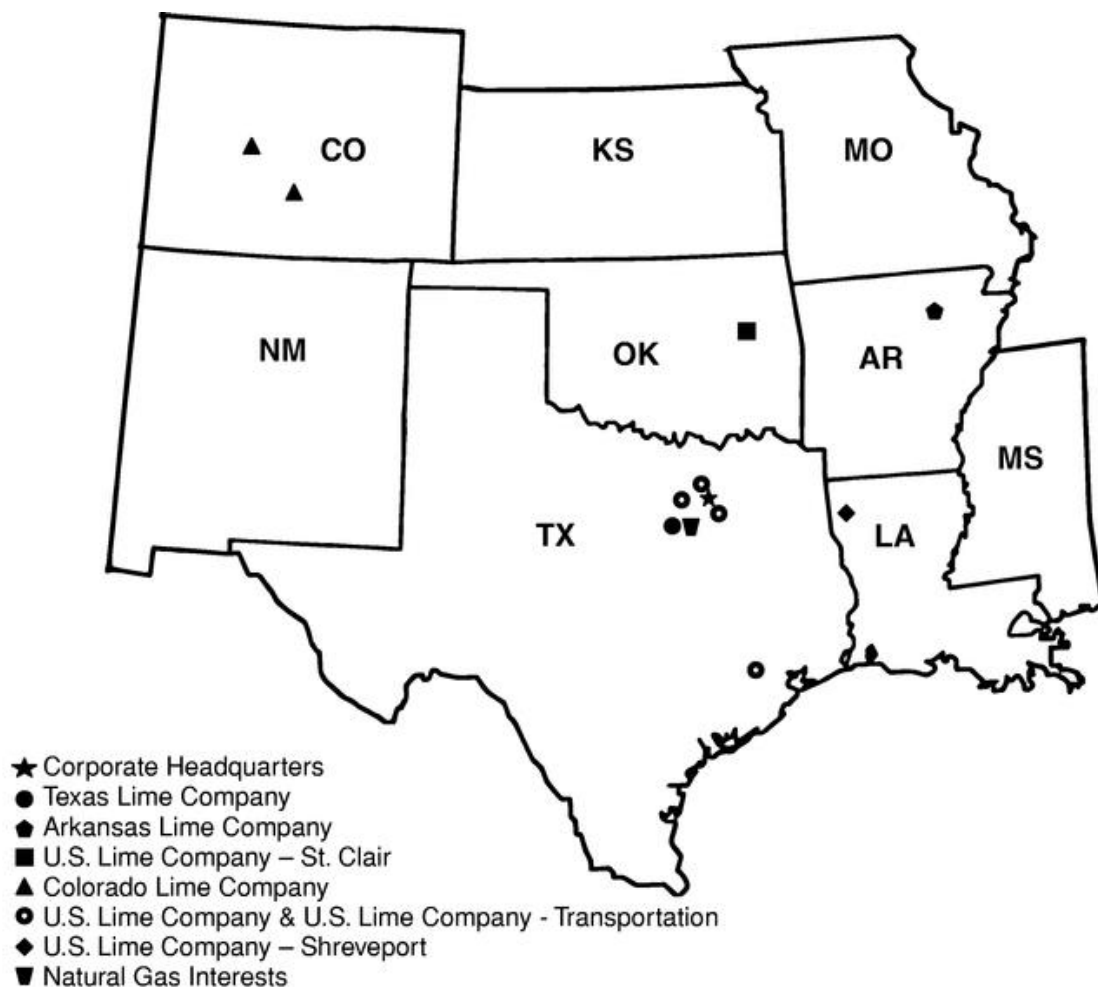 CO
KS
MO
NM
OK
AR
MS
TX
LA
Corporate Headquarters
Texas Lime Company
Arkansas Lime Company
U.S. Lime Company – St. Clair
Colorado Lime Company
U.S. Lime Company & U.S. Lime Company - Transportation
U.S. Lime Company – Shreveport
Natural Gas Interests